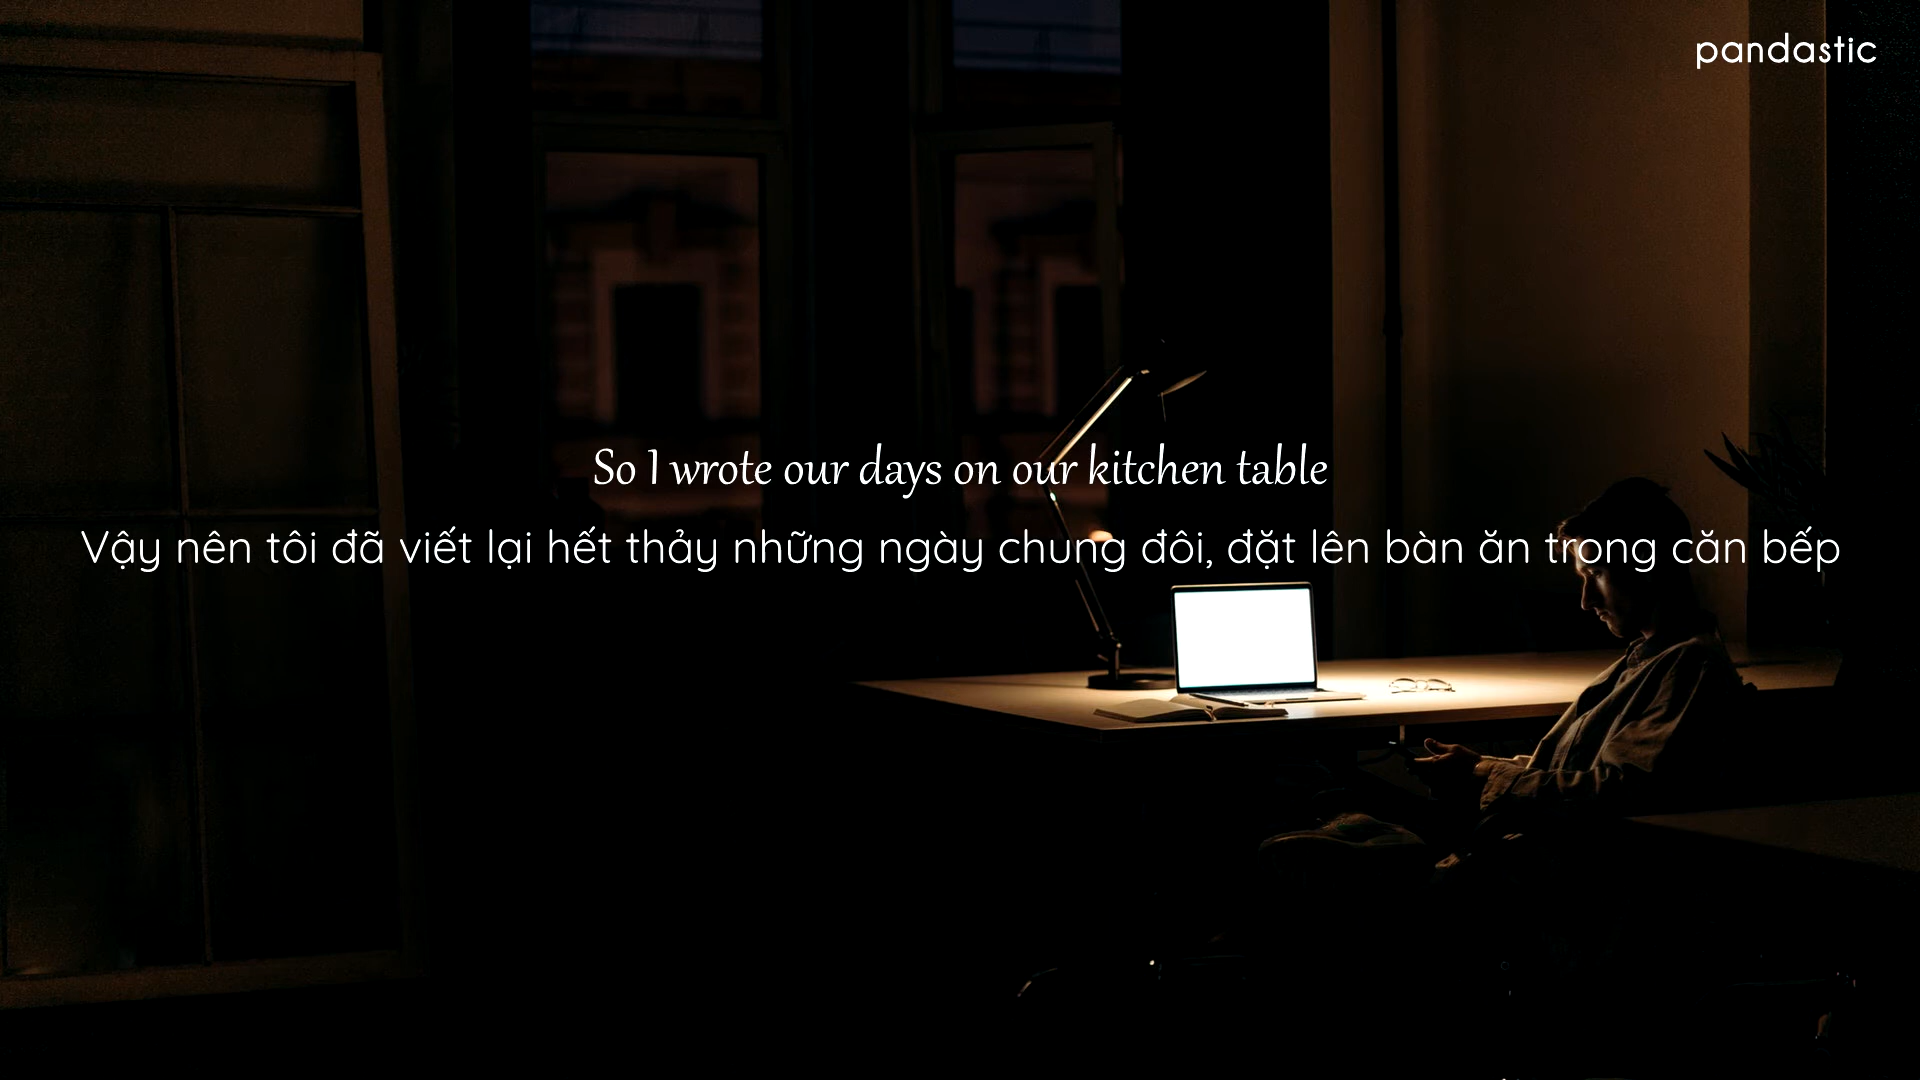 pandastic
So I wrote our days on our kitchen table
Vậy nên tôi đã viết lại hết thảy những ngày chung đôi, đặt lên bàn ăn trong căn bếp